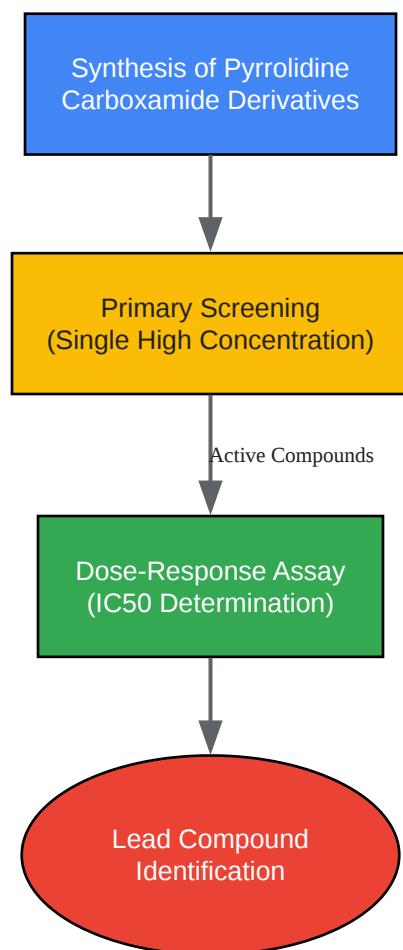 Synthesis of Pyrrolidine
Carboxamide Derivatives
Primary Screening
(Single High Concentration)
Active Compounds
Dose-Response Assay
(IC50 Determination)
Lead Compound
Identification